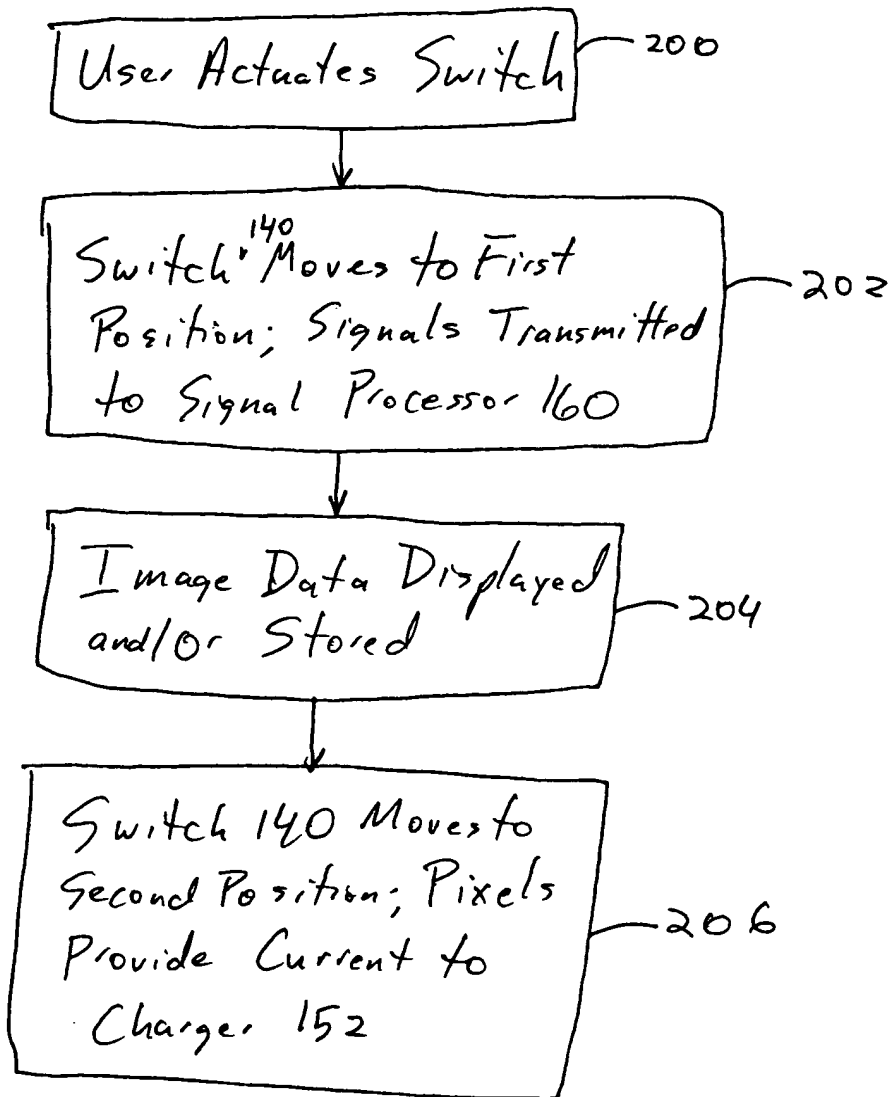 User Actuates Switch
200
140
Switch Moves to First
Position; Signals Transmitted
to Signal Processor 160
202
Image Data Displayed
and/or Stored
204
Switch 140 Moves to
Second Position; Pixels
Provide Current to
Charger 152
206